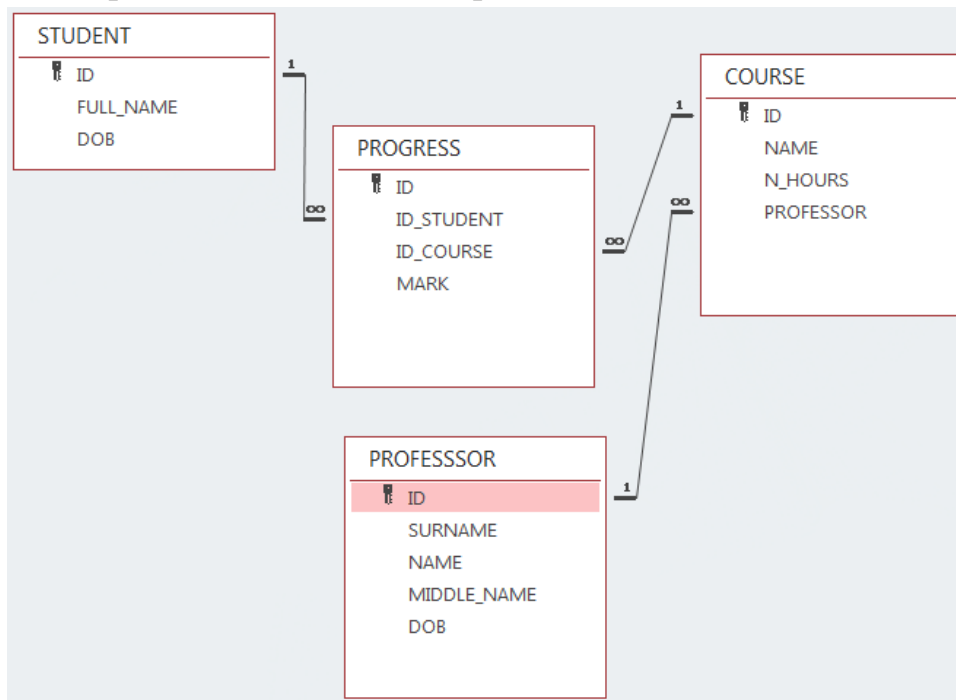 STUDENT
ID
FULL_NAME
DOB
1
∞
PROGRESS
ID
ID_STUDENT
ID_COURSE
MARK
∞
1
COURSE
ID
NAME
N_HOURS
PROFESSOR
∞
PROFESSSOR
ID
SURNAME
NAME
MIDDLE_NAME
DOB
1